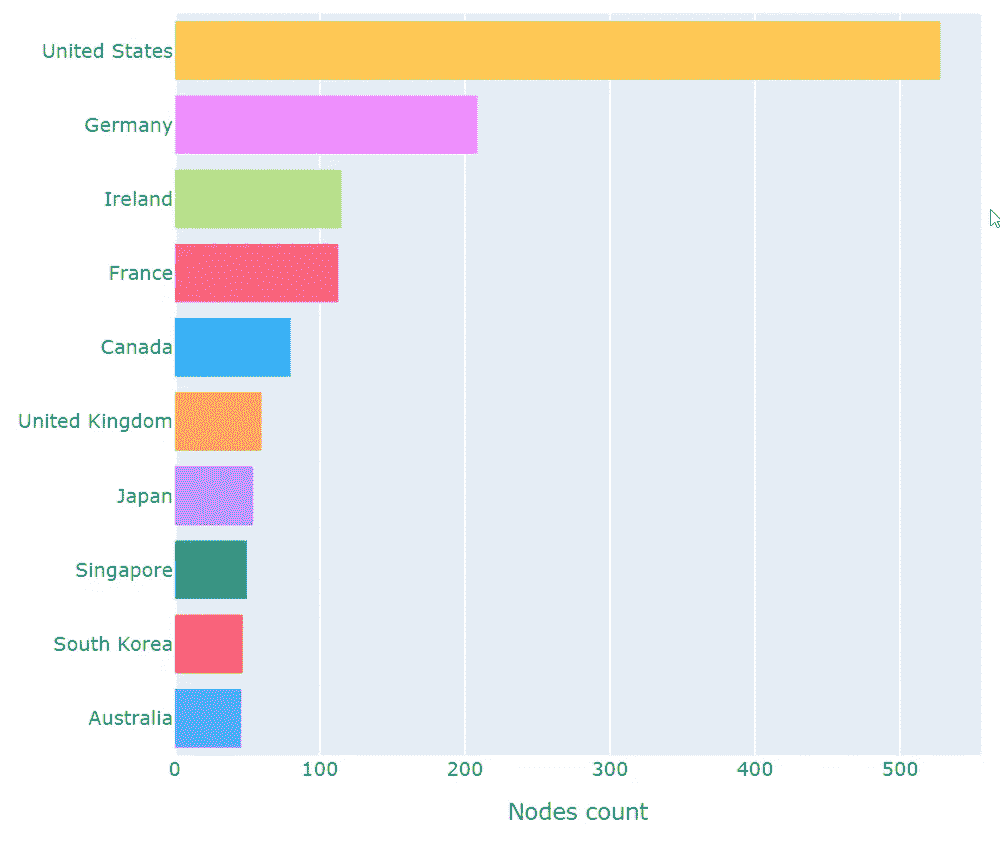 United States
Germany
Ireland
France
Canada
United Kingdom
Japan
Singapore
South Korea
Australia
0 100 200 300 400 500
Nodes count